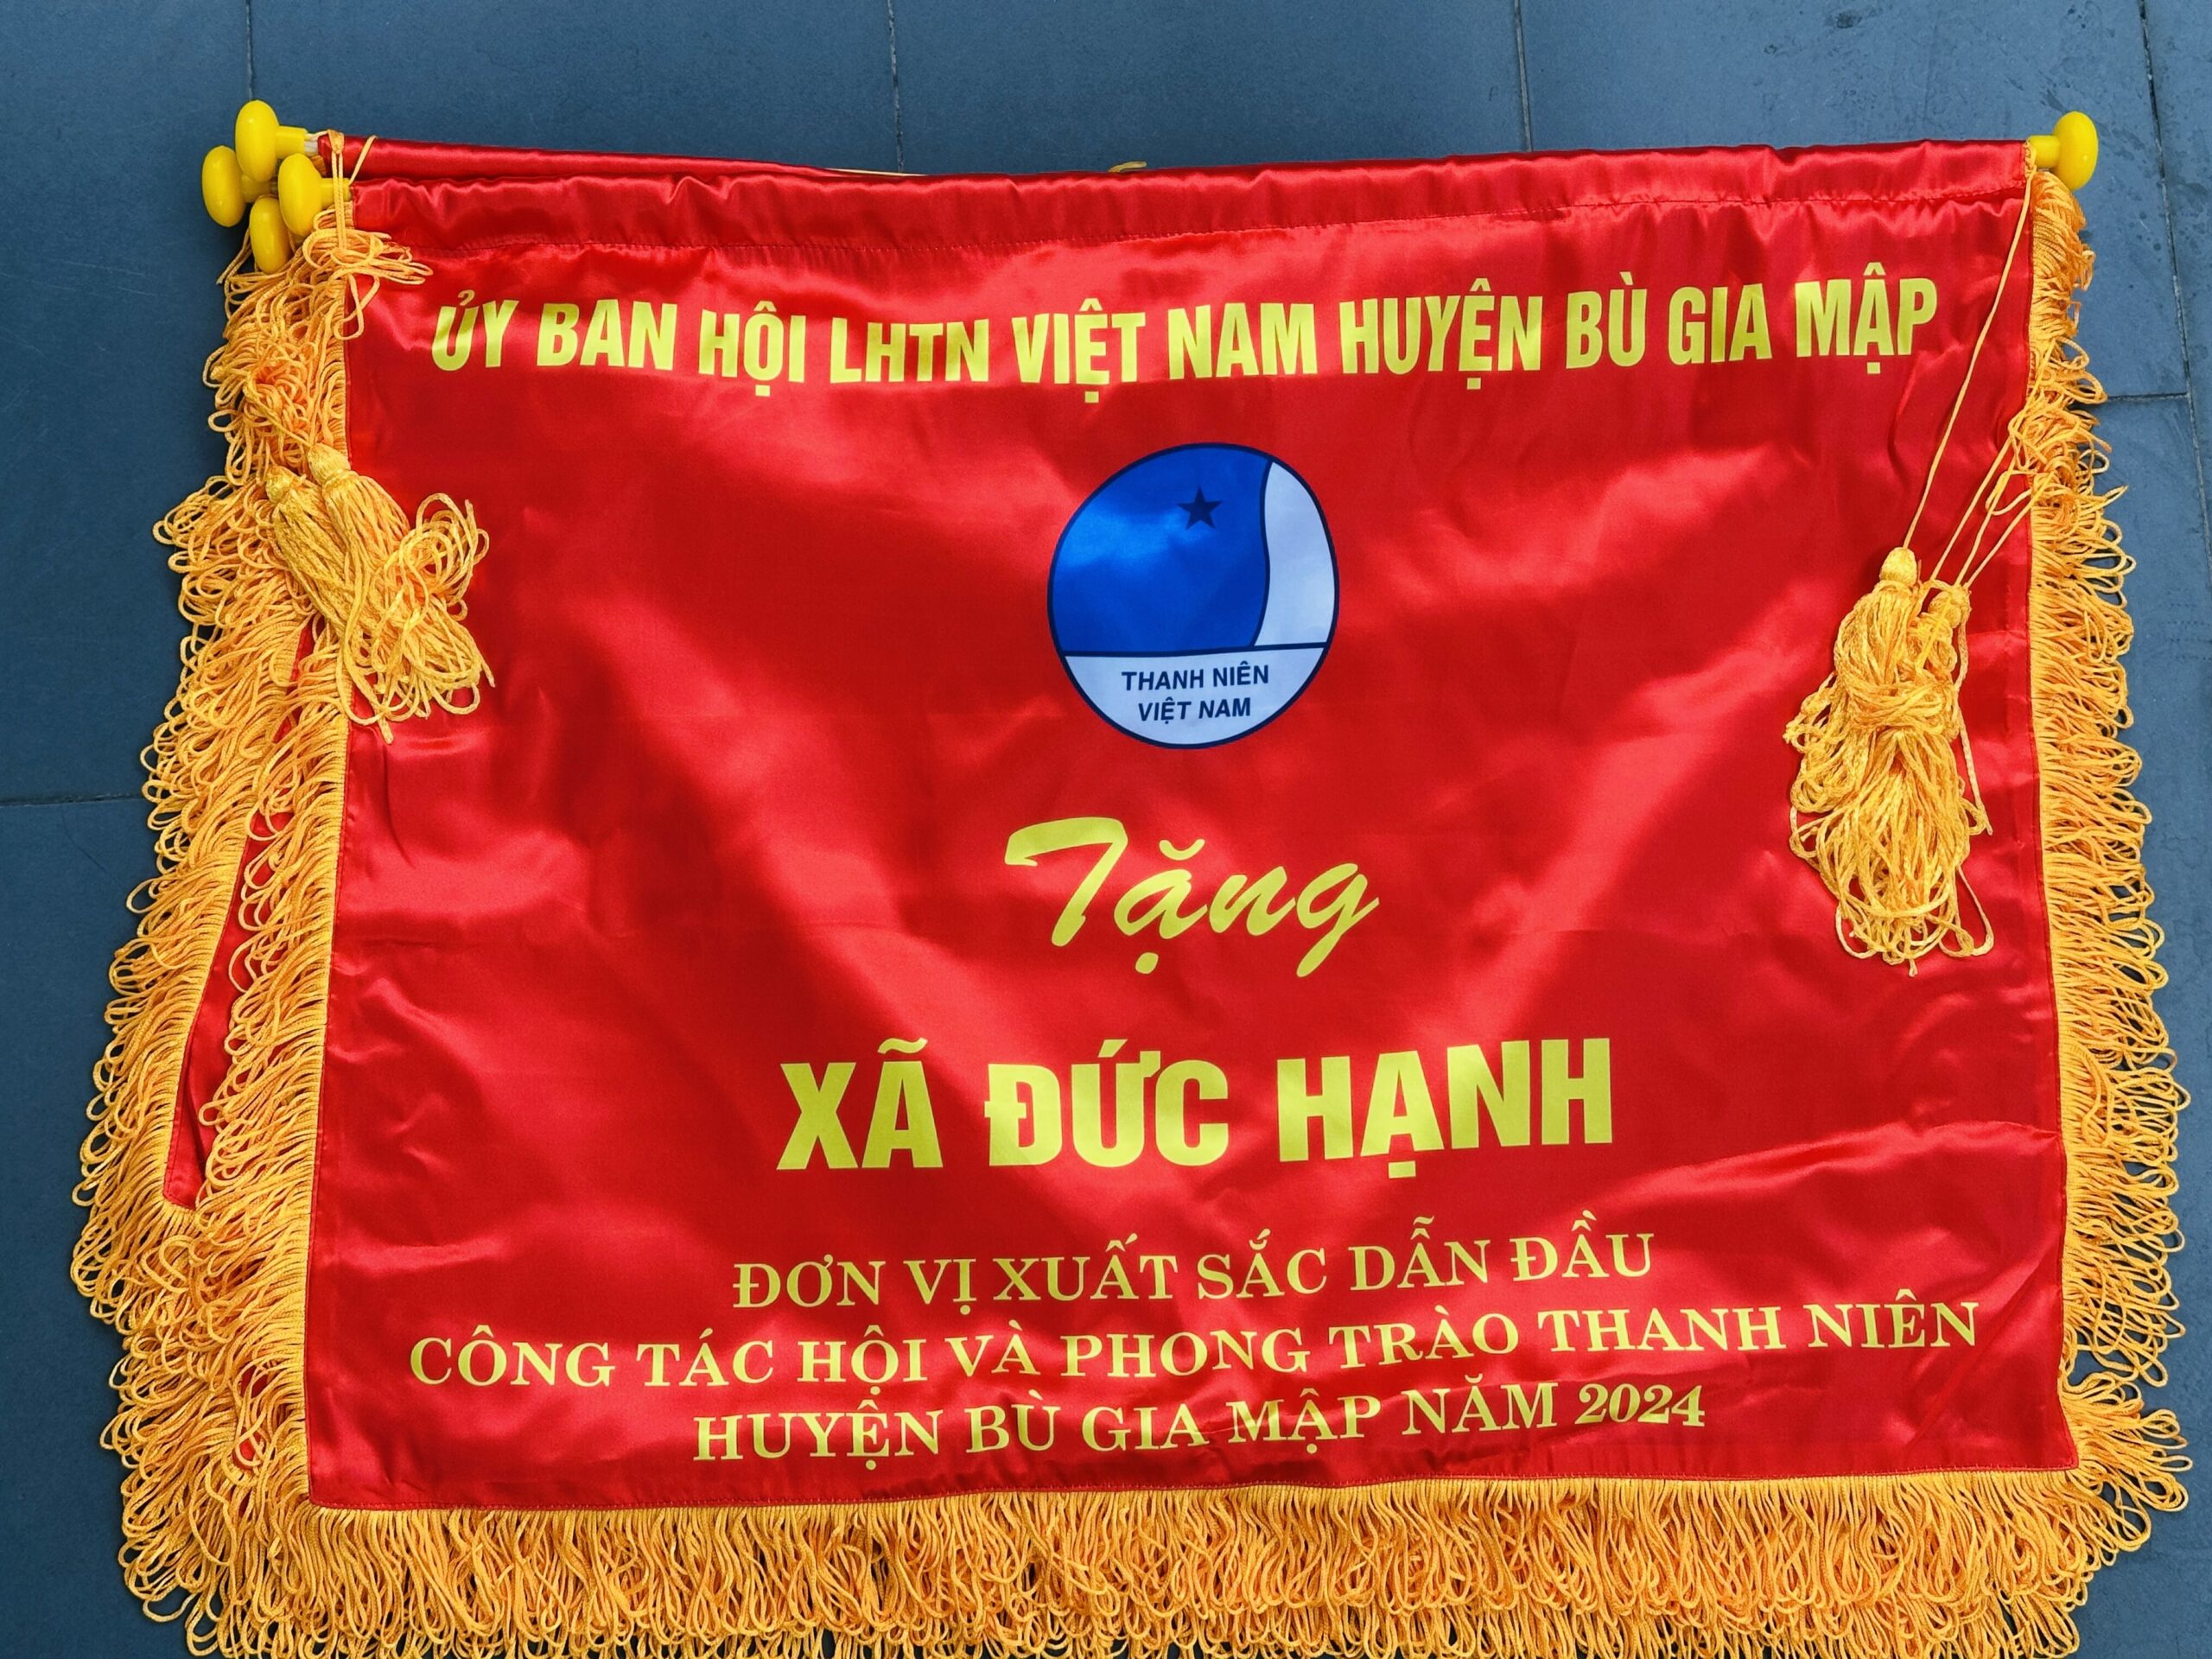 ỦY BAN HỘI LHTN VIỆT NAM HUYỆN BÙ GIA MẬP
THANH NIÊN
VIỆT NAM
Tặng
XÃ ĐỨC HẠNH
ĐƠN VỊ XUẤT SẮC DẪN ĐẦU
CÔNG TÁC HỘI VÀ PHONG TRÀO THANH NIÊN
HUYỆN BÙ GIA MẬP NĂM 2024